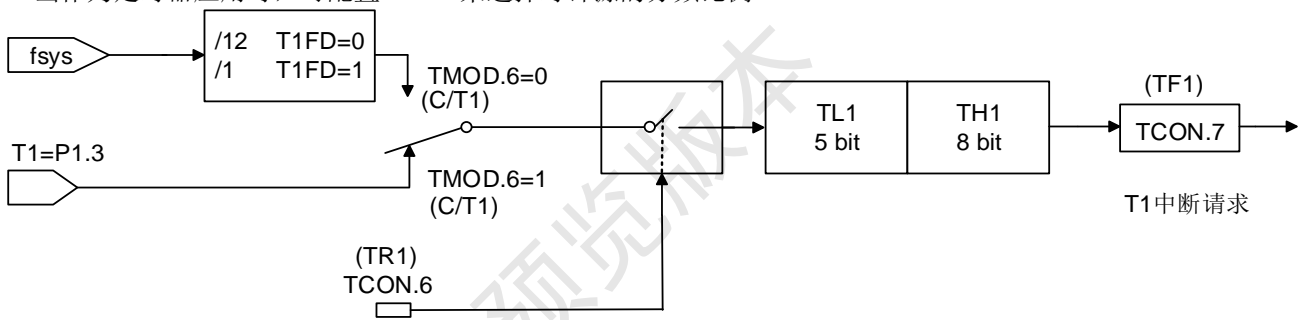 fsys
/12 T1FD=0
/1 T1FD=1
TMOD.6=0
(C/T1)
T1=P1.3
TMOD.6=1
(C/T1)
(TR1)
TCON.6
TL1
5 bit
TH1
8 bit
(TF1)
TCON.7
T1中断请求
预览版本